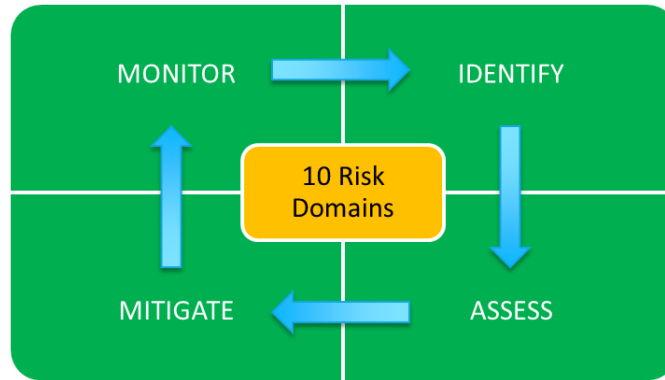 MONITOR
IDENTIFY
10 Risk
Domains
MITIGATE
ASSESS